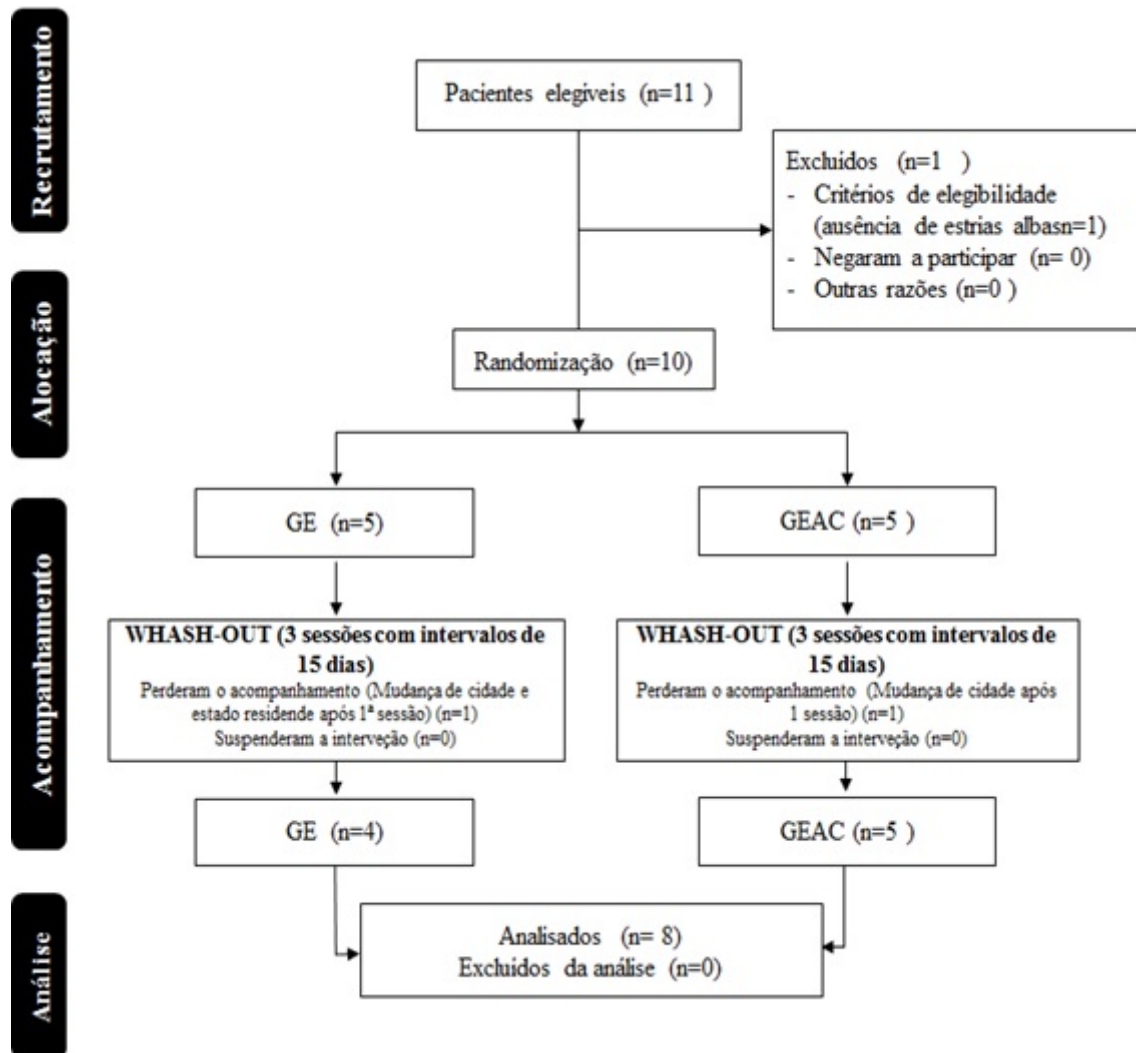 Recrutamento
Pacientes elegiveis (n=11 )
Excluídos (n=1 )
- Critérios de elegibilidade
(ausência de estrias albasn=1)
- Negaram a participar (n= 0)
- Outras razões (n=0 )
Alocação
Randomização (n=10)
Acompanhamento
GE (n=5)
GEAC (n=5 )
WHASH-OUT (3 sessões com intervalos de
15 dias)
Perderam o acompanhamento (Mudança de cidade e
estado residende após 1ª sessão) (n=1)
Suspenderam a interveção (n=0)
WHASH-OUT (3 sessões com intervalos de
15 dias)
Perderam o acompanhamento (Mudança de cidade após
1 sessão) (n=1)
Suspenderam a interveção (n=0)
GE (n=4)
GEAC (n=5 )
Análise
Analisados (n= 8)
Excluidos da análise (n=0)